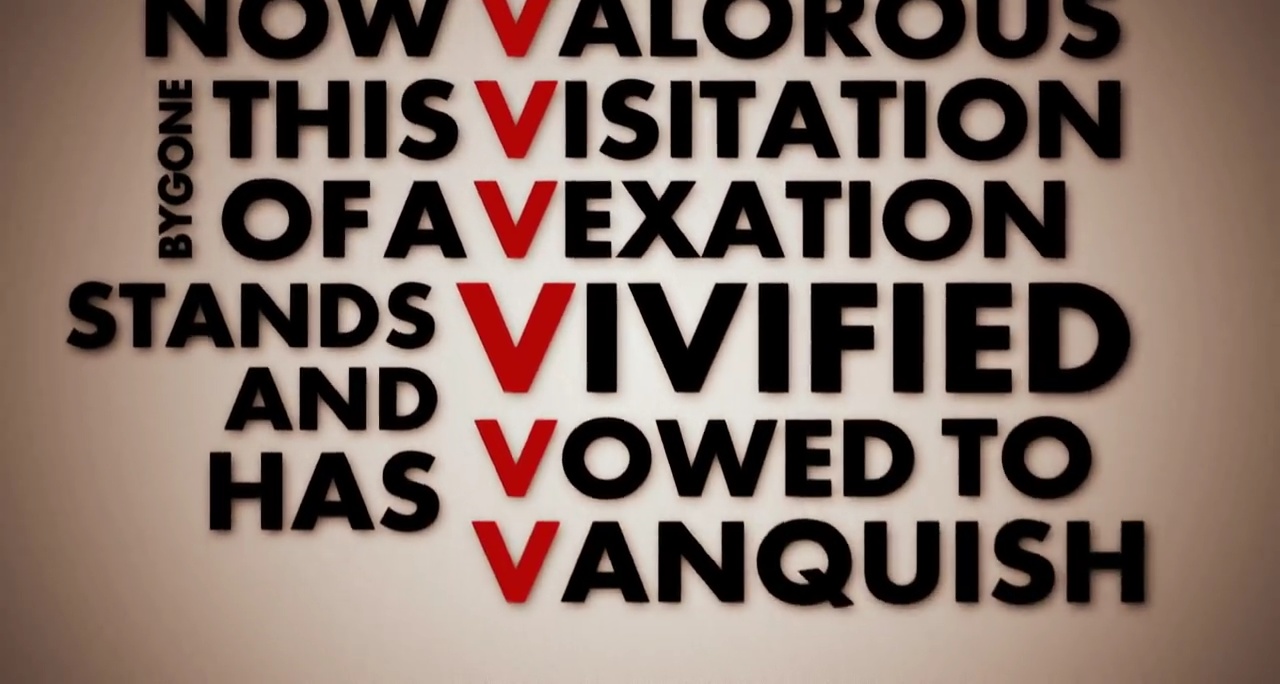 NOW VALOROUS
THIS VISITATION
BYGONE
OF A VEXATION
STANDS VIVIFIED
AND
HAS VOWED TO
VANQUISH